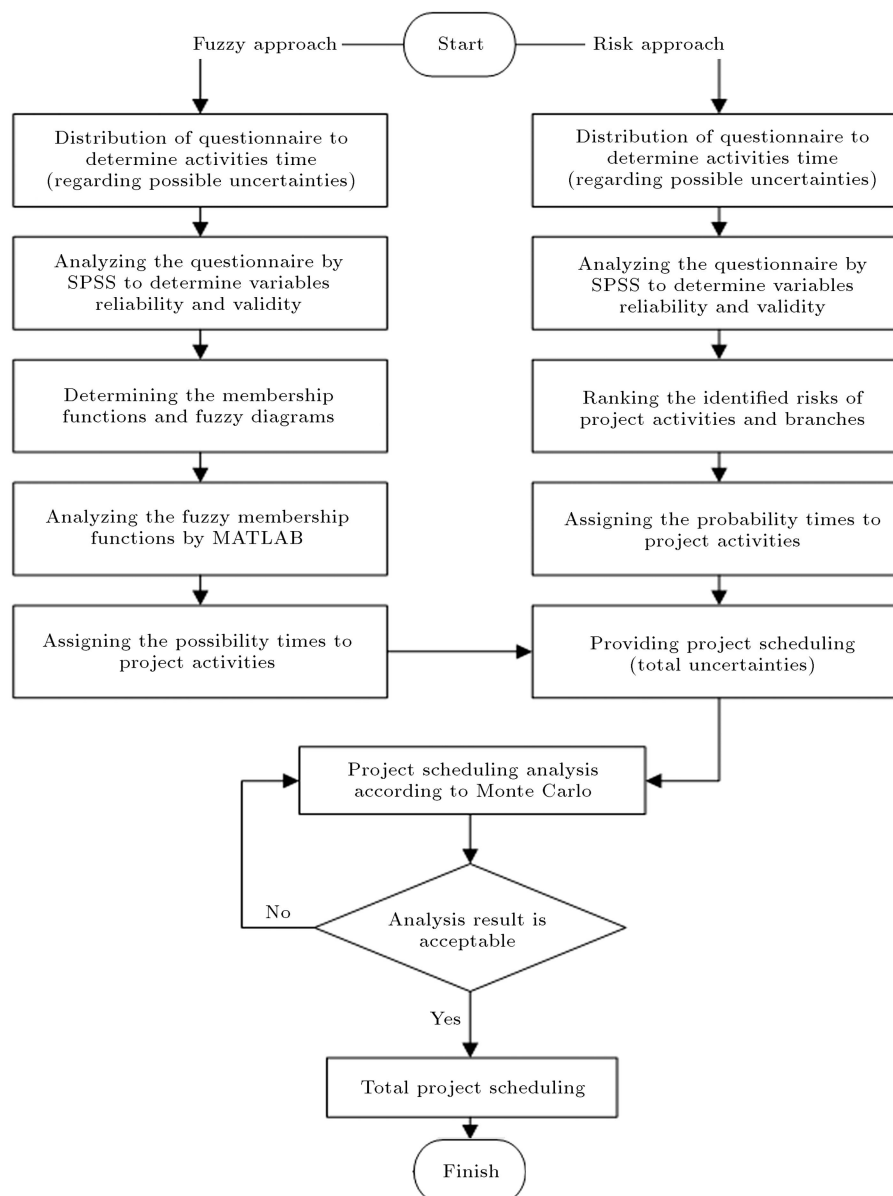 Fuzzy approach
Start
Risk approach
Distribution of questionnaire to
determine activities time
(regarding possible uncertainties)
Distribution of questionnaire to
determine activities time
(regarding possible uncertainties)
Analyzing the questionnaire by
SPSS to determine variables
reliability and validity
Analyzing the questionnaire by
SPSS to determine variables
reliability and validity
Determining the membership
functions and fuzzy diagrams
Ranking the identified risks of
project activities and branches
Analyzing the fuzzy membership
functions by MATLAB
Assigning the probability times to
project activities
Assigning the possibility times to
project activities
Providing project scheduling
(total uncertainties)
Project scheduling analysis
according to Monte Carlo
No
Analysis result is
acceptable
Yes
Total project scheduling
Finish